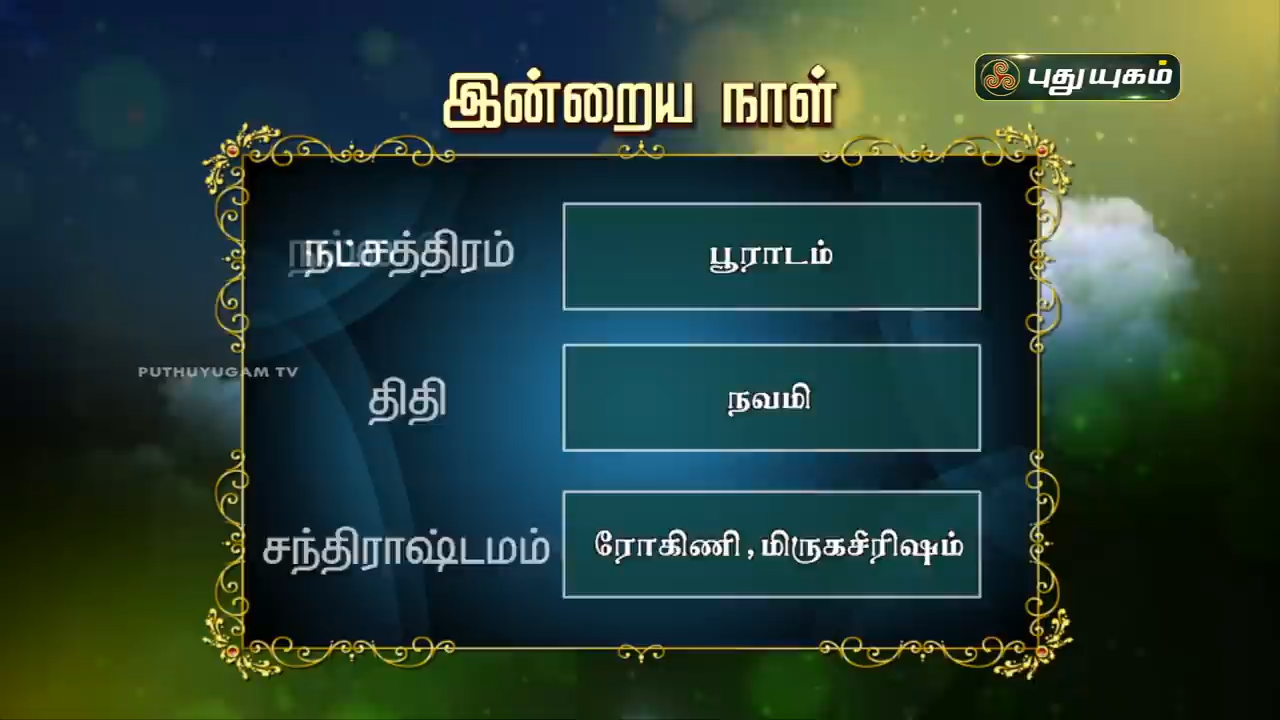 புதுயுகம்
இன்றைய நாள்
நட்சத்திரம் பூராடம்
PUTHUYUGAM TV
திதி நவமி
சந்திராஷ்டமம் ரோகிணி,மிருகசீரிஷம்